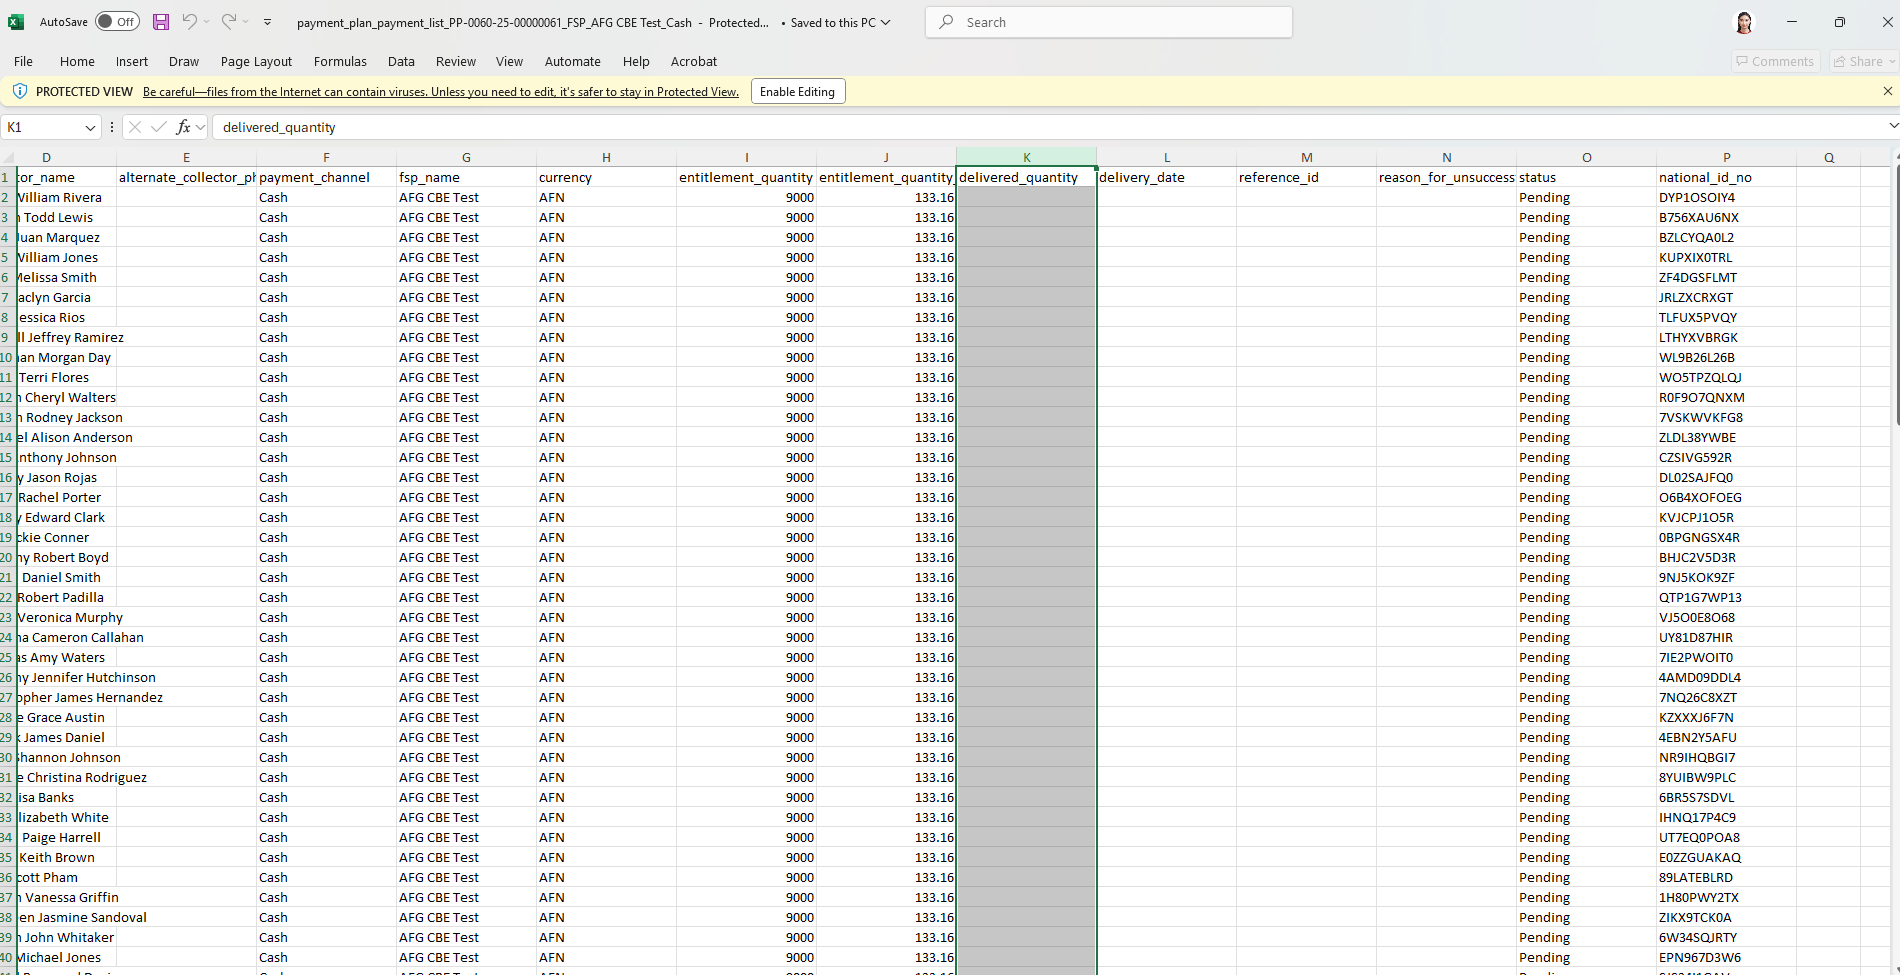 AutoSave Off payment_plan_payment_list_PP-0060-25-00000061_FSP_AFG CBE Test_Cash - Protected... • Saved to this PC Search
File Home Insert Draw Page Layout Formulas Data Review View Automate Help Acrobat Comments Share
PROTECTED VIEW Be careful—files from the Internet can contain viruses. Unless you need to edit, it's safer to stay in Protected View. Enable Editing
K1 fx delivered_quantity
D E F G H I J K L M N O P Q
1 tor_name alternate_collector_ph payment_channel fsp_name currency entitlement_quantity entitlement_quantity_ delivered_quantity delivery_date reference_id reason_for_unsuccess status national_id_no
2 William Rivera Cash AFG CBE Test AFN 9000 133.16 Pending DYP1OSOIY4
3 n Todd Lewis Cash AFG CBE Test AFN 9000 133.16 Pending B756XAU6NX
4 Juan Marquez Cash AFG CBE Test AFN 9000 133.16 Pending BZLCYQA0L2
5 William Jones Cash AFG CBE Test AFN 9000 133.16 Pending KUPXIX0TRL
6 Melissa Smith Cash AFG CBE Test AFN 9000 133.16 Pending ZF4DGSFLMT
7 aclyn Garcia Cash AFG CBE Test AFN 9000 133.16 Pending JRLZXCRXGT
8 essica Rios Cash AFG CBE Test AFN 9000 133.16 Pending TLFUX5PVQY
9 ll Jeffrey Ramirez Cash AFG CBE Test AFN 9000 133.16 Pending LTHYXVBRGK
10 nan Morgan Day Cash AFG CBE Test AFN 9000 133.16 Pending WL9B26L26B
11 Terri Flores Cash AFG CBE Test AFN 9000 133.16 Pending WO5TPZQLQJ
12 n Cheryl Walters Cash AFG CBE Test AFN 9000 133.16 Pending R0F9O7QNXM
13 n Rodney Jackson Cash AFG CBE Test AFN 9000 133.16 Pending 7VSKWVKFG8
14 el Alison Anderson Cash AFG CBE Test AFN 9000 133.16 Pending ZLDL38YWBE
15 nthony Johnson Cash AFG CBE Test AFN 9000 133.16 Pending CZSIVG592R
16 y Jason Rojas Cash AFG CBE Test AFN 9000 133.16 Pending DL02SAJFQ0
17 Rachel Porter Cash AFG CBE Test AFN 9000 133.16 Pending O6B4XOFOEG
18 y Edward Clark Cash AFG CBE Test AFN 9000 133.16 Pending KVJCPJ1O5R
19 ckie Conner Cash AFG CBE Test AFN 9000 133.16 Pending 0BPGNGSX4R
20 ny Robert Boyd Cash AFG CBE Test AFN 9000 133.16 Pending BHJC2V5D3R
21 Daniel Smith Cash AFG CBE Test AFN 9000 133.16 Pending 9NJ5KOK9ZF
22 Robert Padilla Cash AFG CBE Test AFN 9000 133.16 Pending QTP1G7WP13
23 Veronica Murphy Cash AFG CBE Test AFN 9000 133.16 Pending VJ5O0E8O68
24 na Cameron Callahan Cash AFG CBE Test AFN 9000 133.16 Pending UY81D87HIR
25 as Amy Waters Cash AFG CBE Test AFN 9000 133.16 Pending 7IE2PWOIT0
26 ny Jennifer Hutchinson Cash AFG CBE Test AFN 9000 133.16 Pending 4AMD09DDL4
27 opher James Hernandez Cash AFG CBE Test AFN 9000 133.16 Pending 7NQ26C8XZT
28 e Grace Austin Cash AFG CBE Test AFN 9000 133.16 Pending KZXXXJ6F7N
29 k James Daniel Cash AFG CBE Test AFN 9000 133.16 Pending 4EBN2Y5AFU
30 Shannon Johnson Cash AFG CBE Test AFN 9000 133.16 Pending NR9IHQBGI7
31 e Christina Rodriguez Cash AFG CBE Test AFN 9000 133.16 Pending 8YUIBW9PLC
32 isa Banks Cash AFG CBE Test AFN 9000 133.16 Pending 6BR5S7SDVL
33 lizabeth White Cash AFG CBE Test AFN 9000 133.16 Pending IHNQ17P4C9
34 Paige Harrell Cash AFG CBE Test AFN 9000 133.16 Pending UT7EQ0POA8
35 Keith Brown Cash AFG CBE Test AFN 9000 133.16 Pending E0ZZGUAKAQ
36 cott Pham Cash AFG CBE Test AFN 9000 133.16 Pending 89LATEBLRD
37 n Vanessa Griffin Cash AFG CBE Test AFN 9000 133.16 Pending 1H80PWY2TX
38 en Jasmine Sandoval Cash AFG CBE Test AFN 9000 133.16 Pending ZIKX9TCK0A
39 n John Whitaker Cash AFG CBE Test AFN 9000 133.16 Pending 6W34SQJRTY
40 Michael Jones Cash AFG CBE Test AFN 9000 133.16 Pending EPN967D3W6